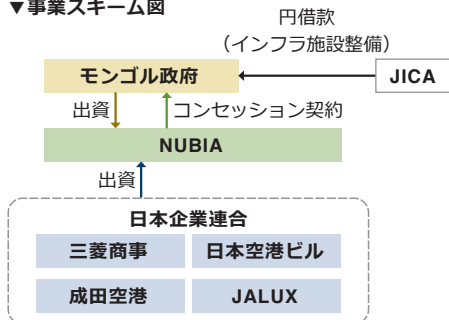 ▼事業スキーム図
円借款
（インフラ施設整備）
モンゴル政府
JICA
出資
コンセッション契約
NUBIA
出資
日本企業連合
三菱商事
日本空港ビル
成田空港
JALUX